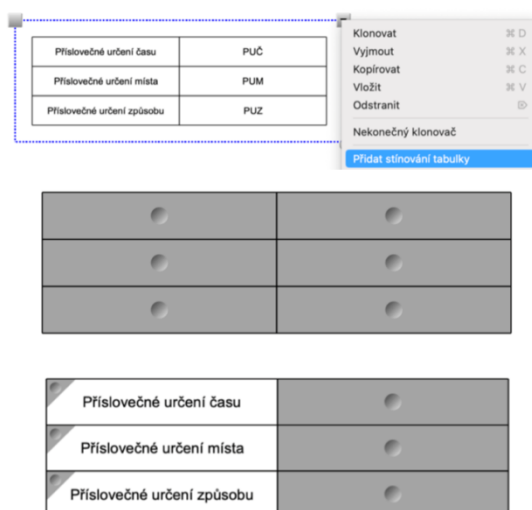 Příslovečné určení času PUČ
Příslovečné určení místa PUM
Příslovečné určení způsobu PUZ
Klonovat ⌘ D
Vyjmout ⌘ X
Kopírovat ⌘ C
Vložit ⌘ V
Odstranit ⌦
Nekonečný klonovač
Přidat stínování tabulky
Příslovečné určení času
Příslovečné určení místa
Příslovečné určení způsobu